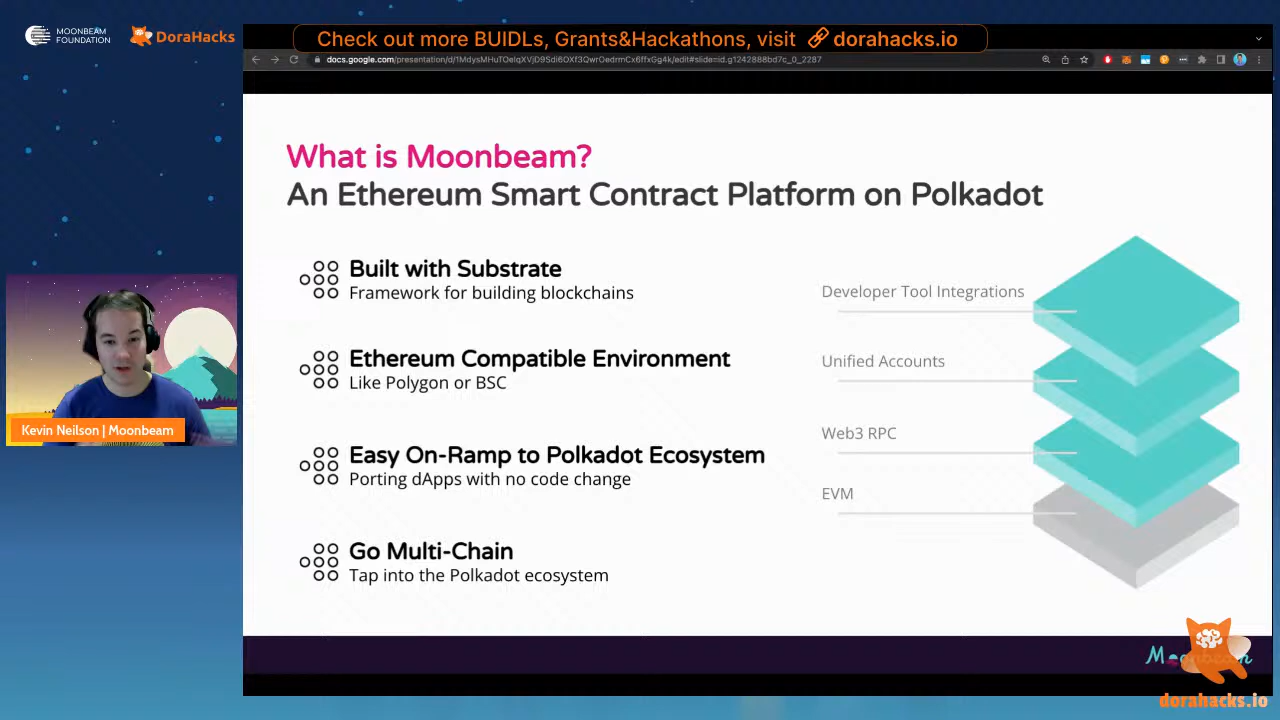 MOONBEAM
FOUNDATION
DoraHacks
Check out more BUIDLs, Grants&Hackathons, visit dorahacks.io
What is Moonbeam?
An Ethereum Smart Contract Platform on Polkadot
Built with Substrate
Framework for building blockchains
Ethereum Compatible Environment
Like Polygon or BSC
Easy On-Ramp to Polkadot Ecosystem
Porting dApps with no code change
Go Multi-Chain
Tap into the Polkadot ecosystem
Developer Tool Integrations
Unified Accounts
Web3 RPC
EVM
Kevin Neilson | Moonbeam
Moonbeam
dorahacks.io